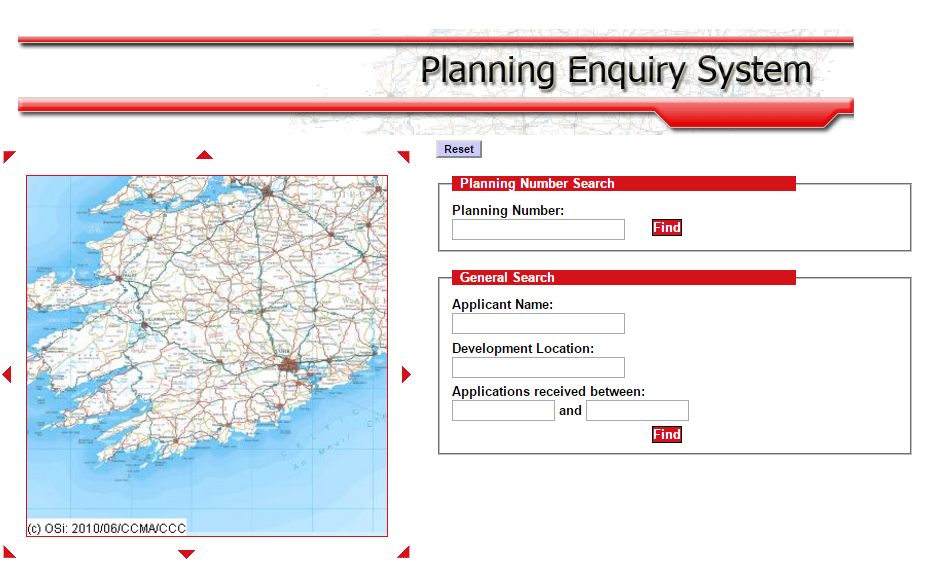 Planning Enquiry System
Reset
Planning Number Search
Planning Number:
Find
General Search
Applicant Name:
Development Location:
Applications received between:
and
Find
(c) OSi: 2010/06/CCMA/CCC